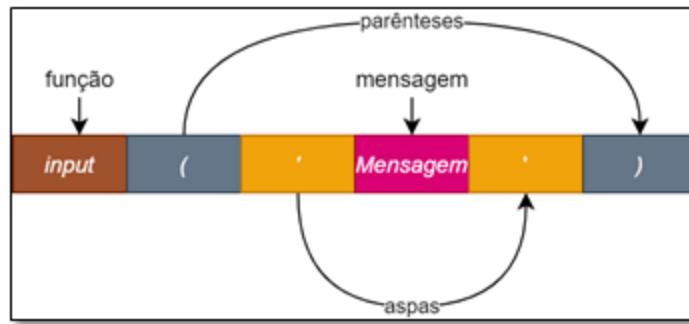 parênteses
função mensagem
input ( ' Mensagem ' )
aspas